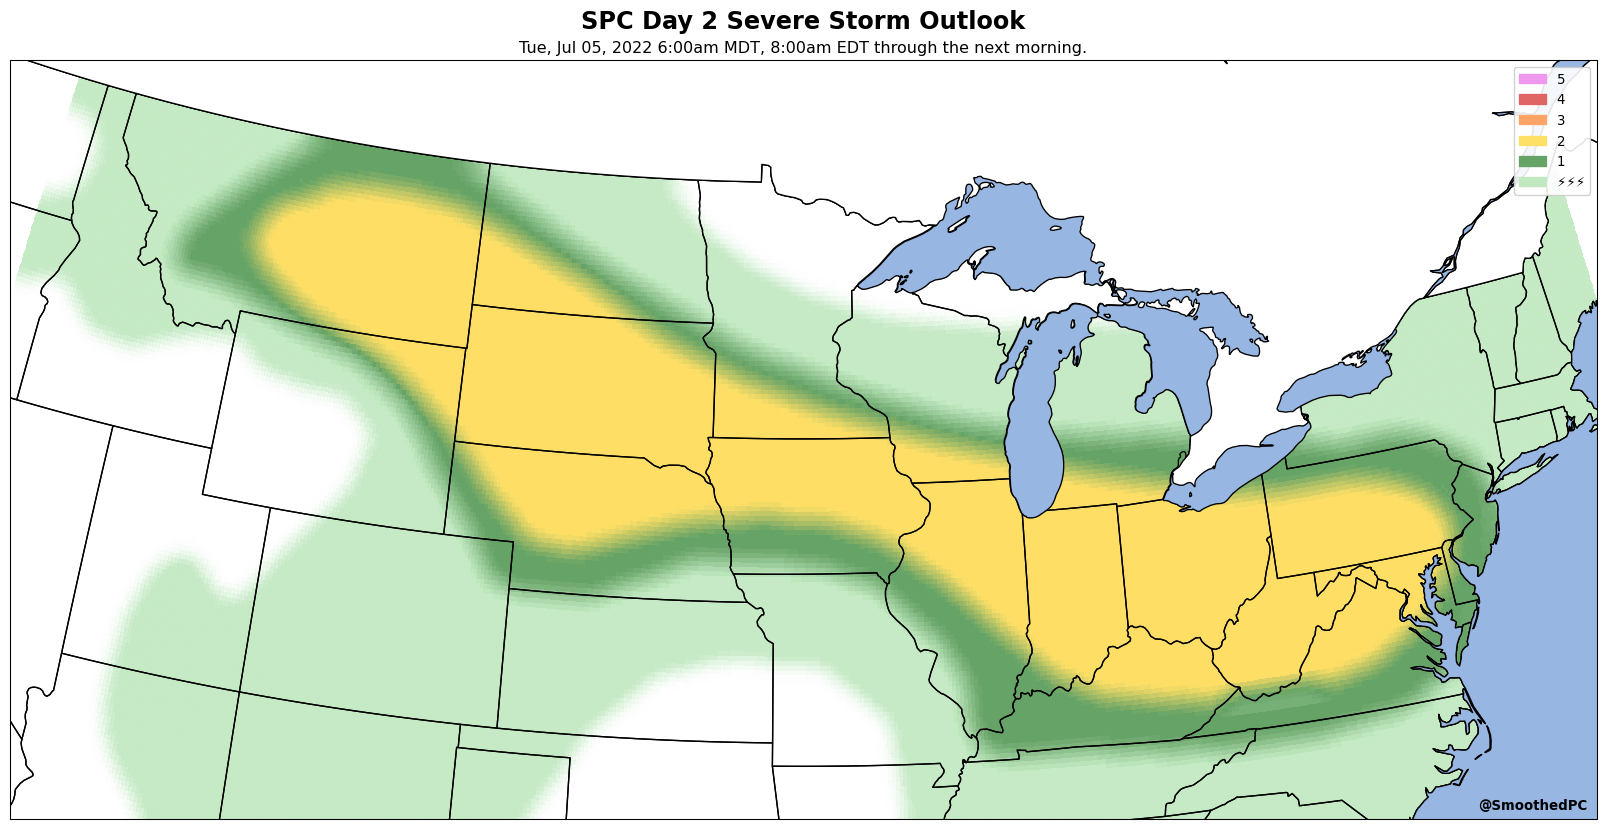 SPC Day 2 Severe Storm Outlook
Tue, Jul 05, 2022 6:00am MDT, 8:00am EDT through the next morning.
5
4
3
2
1
⚡⚡⚡
@SmoothedPC